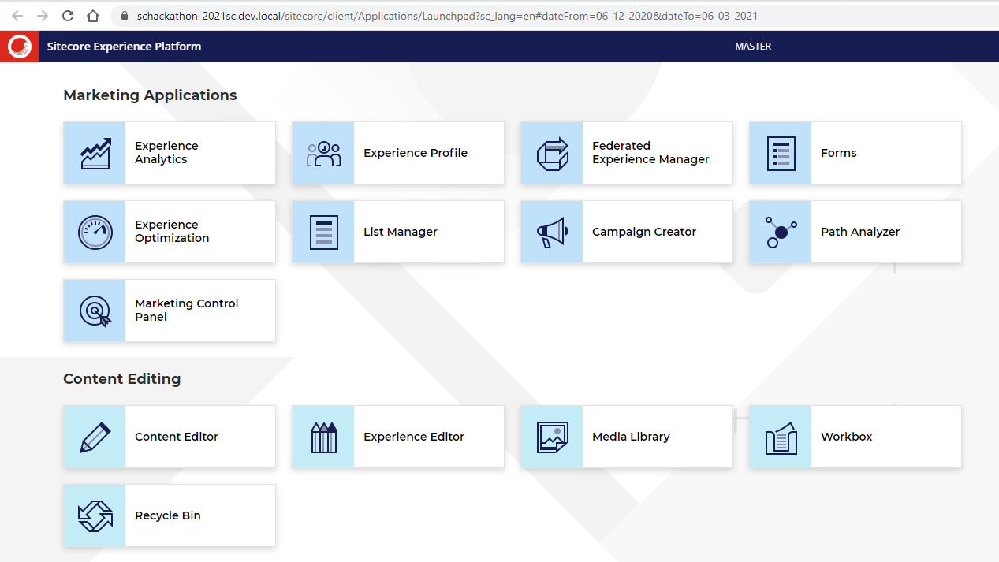 schackathon-2021sc.dev.local/sitecore/client/Applications/Launchpad?sc_lang=en#dateFrom=06-12-2020&dateTo=06-03-2021
Sitecore Experience Platform
MASTER
Marketing Applications
Experience
Analytics
Experience Profile
Federated
Experience Manager
Forms
Experience
Optimization
List Manager
Campaign Creator
Path Analyzer
Marketing Control
Panel
Content Editing
Content Editor
Experience Editor
Media Library
Workbox
Recycle Bin